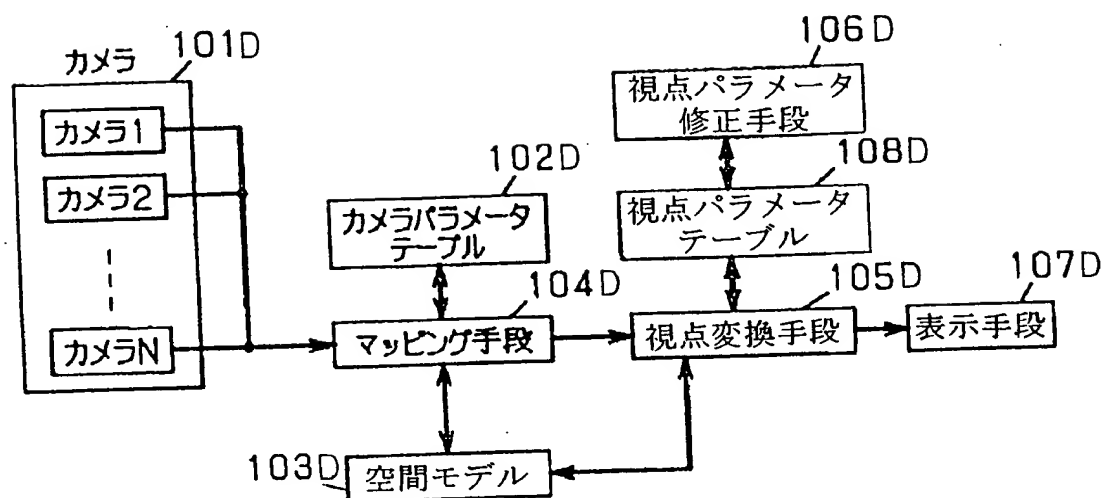 カメラ
101D
カメラ1
カメラ2
カメラN
102D
カメラパラメータ
テーブル
104D
マッピング手段
103D
空間モデル
106D
視点パラメータ
修正手段
108D
視点パラメータ
テーブル
105D
視点変換手段
107D
表示手段